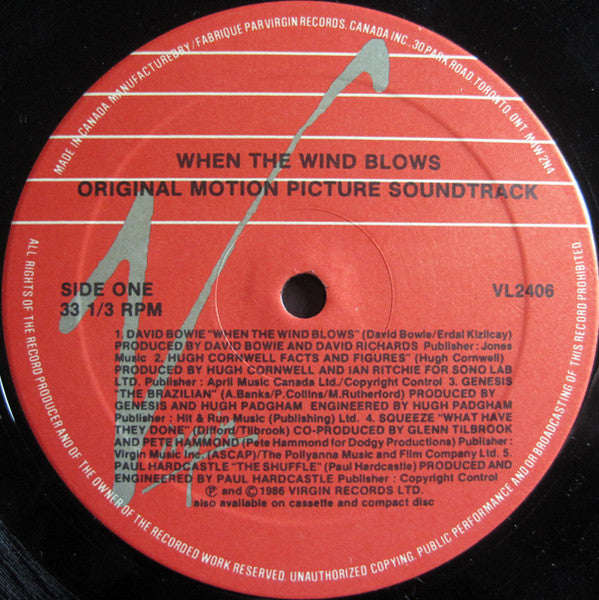 MADE IN CANADA. MANUFACTURED BY / FABRIQUE PAR VIRGIN RECORDS. CANADA INC., 30 PARK ROAD, TORONTO, ONT. M4W 2N4
WHEN THE WIND BLOWS
ORIGINAL MOTION PICTURE SOUNDTRACK
SIDE ONE
33 1/3 RPM
VL2406
1. DAVID BOWIE "WHEN THE WIND BLOWS" (David Bowie/Erdal Kizilcay)
PRODUCED BY DAVID BOWIE AND DAVID RICHARDS Publisher : Jones
Music 2. HUGH CORNWELL FACTS AND FIGURES" (Hugh Cornwell)
PRODUCED BY HUGH CORNWELL AND IAN RITCHIE FOR SONO LAB
LTD. Publisher : April Music Canada Ltd./Copyright Control 3. GENESIS
"THE BRAZILIAN" (A.Banks/P.Collins/M.Rutherford) PRODUCED BY
GENESIS AND HUGH PADGHAM ENGINEERED BY HUGH PADGHAM
Publisher : Hit & Run Music (Publishing) Ltd. 4. SQUEEZE "WHAT HAVE
THEY DONE" (Difford/Tilbrook) CO-PRODUCED BY GLENN TILBROOK
AND PETE HAMMOND (Pete Hammond for Dodgy Productions) Publisher :
Virgin Music Inc. (ASCAP)/The Pollyanna Music and Film Company Ltd. 5.
PAUL HARDCASTLE "THE SHUFFLE" (Paul Hardcastle) PRODUCED AND
ENGINEERED BY PAUL HARDCASTLE Publisher : Copyright Control
Ⓟ and © 1986 VIRGIN RECORDS LTD.
also available on cassette and compact disc
ALL RIGHTS OF THE RECORD PRODUCER AND OF THE OWNER OF THE RECORDED WORK RESERVED. UNAUTHORIZED COPYING, PUBLIC PERFORMANCE AND/OR BROADCASTING OF THIS RECORD PROHIBITED.